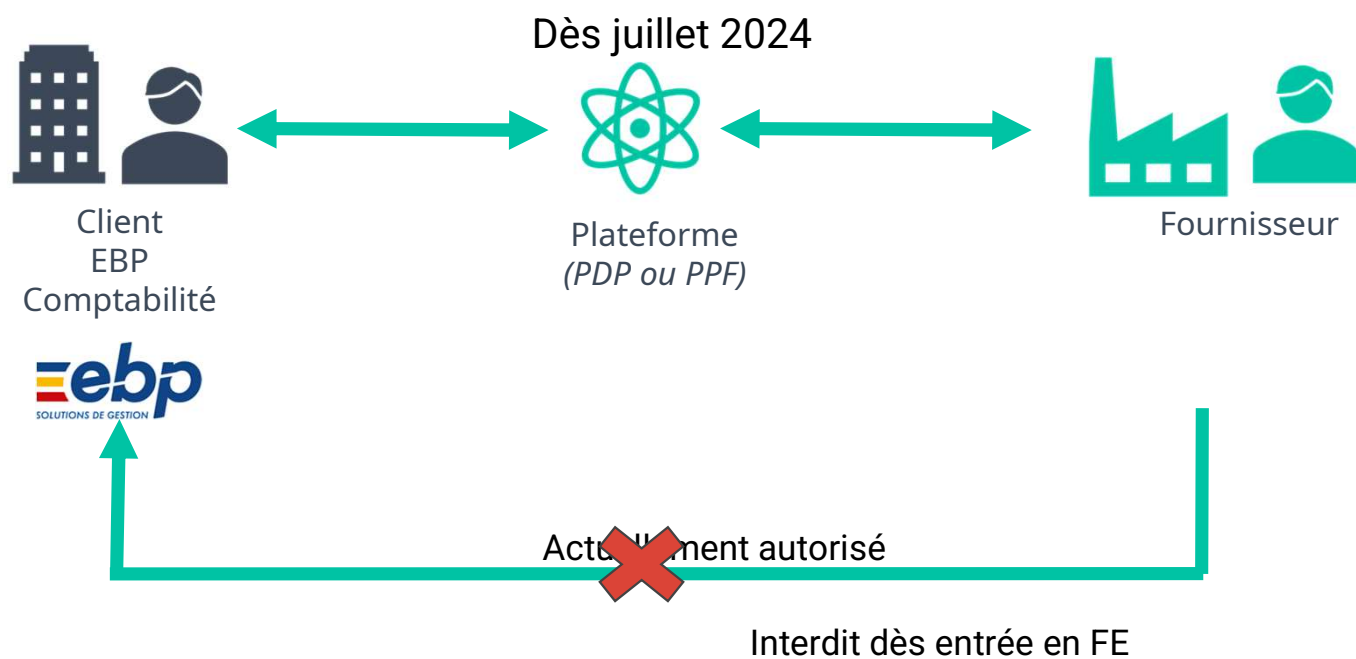 Dès juillet 2024
Client
EBP
Comptabilité
Plateforme
(PDP ou PPF)
Fournisseur
ebp
SOLUTIONS DE GESTION
Actuellement autorisé
Interdit dès entrée en FE